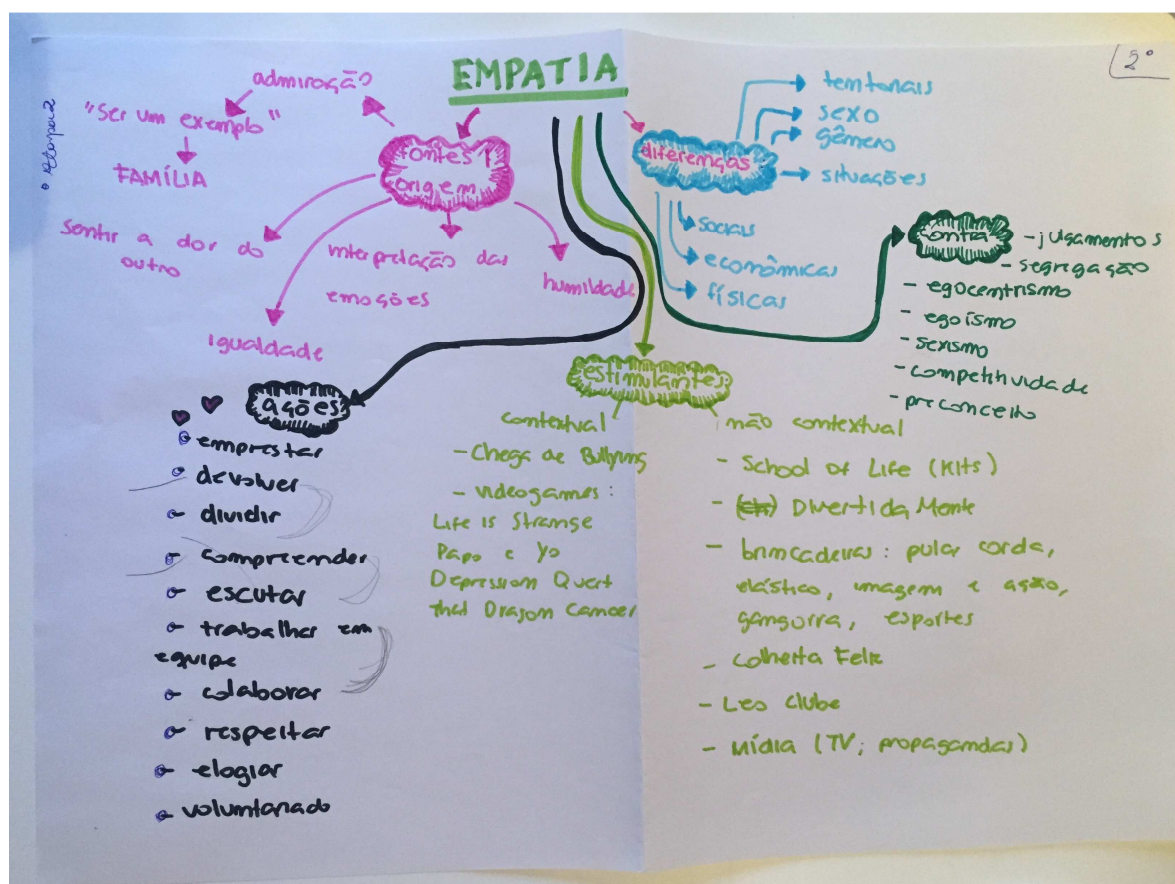 EMPATIA
2°
admiração
"Ser um exemplo"
FAMÍLIA
fontes /
origem
sentir a dor do
outro
interpretação das
emoções
humildade
igualdade
diferenças
territoriais
sexo
gênero
situações
sociais
econômicas
físicas
contra
- julgamentos
- segregação
- egocentrismo
- egoísmo
- sexismo
- competitividade
- preconceito
ações
emprestar
devolver
dividir
compreender
escutar
trabalhar em
equipe
colaborar
respeitar
elogiar
voluntariado
estimulantes
contextual
- Chega de Bullying
- videogames:
Life is Strange
Papo e Yo
Depression Quest
that Dragon Cancer
não contextual
- School of Life (Kits)
- Divertida Mente
- brincadeiras: pular corda,
elástico, imagem e ação,
gangorra, esportes
- Colheita Feliz
- Leo Clube
- Mídia (TV; propagandas)